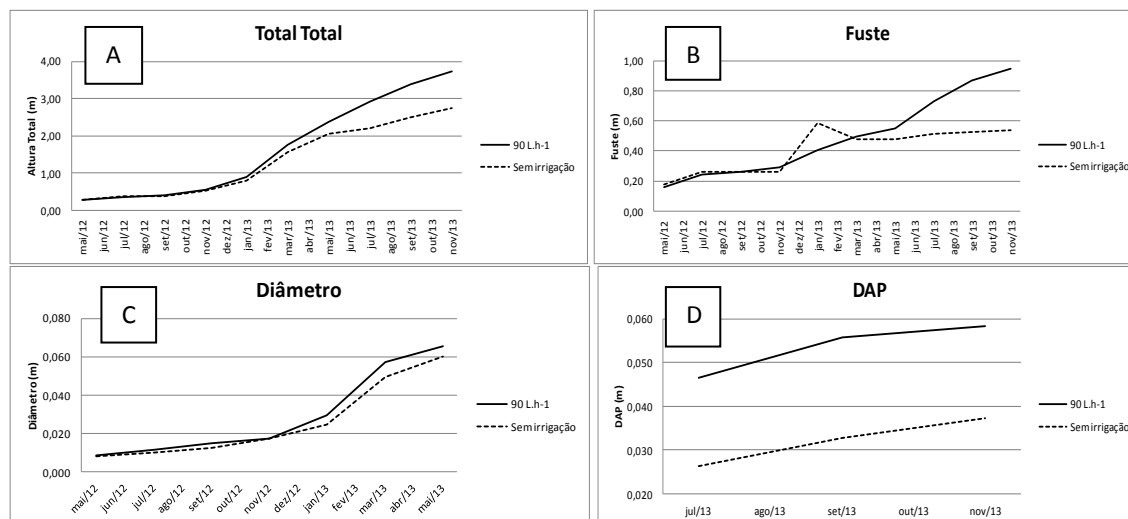 A
Total Total
4,00
3,00
2,00
1,00
0,00
Altura Total (m)
mai/12
jun/12
jul/12
ago/12
set/12
out/12
nov/12
dez/12
jan/13
fev/13
mar/13
abr/13
mai/13
jun/13
jul/13
ago/13
set/13
out/13
nov/13
90 L.h-1
Sem irrigação
B
Fuste
1,00
0,80
0,60
0,40
0,20
0,00
Fuste (m)
mai/12
jun/12
jul/12
ago/12
set/12
out/12
nov/12
dez/12
jan/13
fev/13
mar/13
abr/13
mai/13
jun/13
jul/13
ago/13
set/13
out/13
nov/13
90 L.h-1
Sem irrigação
C
Diâmetro
0,080
0,060
0,040
0,020
0,000
Diâmetro (m)
mai/12
jun/12
jul/12
ago/12
set/12
out/12
nov/12
dez/12
jan/13
fev/13
mar/13
abr/13
mai/13
90 L.h-1
Sem irrigação
D
DAP
0,060
0,050
0,040
0,030
0,020
DAP (m)
jul/13
ago/13
set/13
out/13
nov/13
90 L.h-1
Sem irrigação